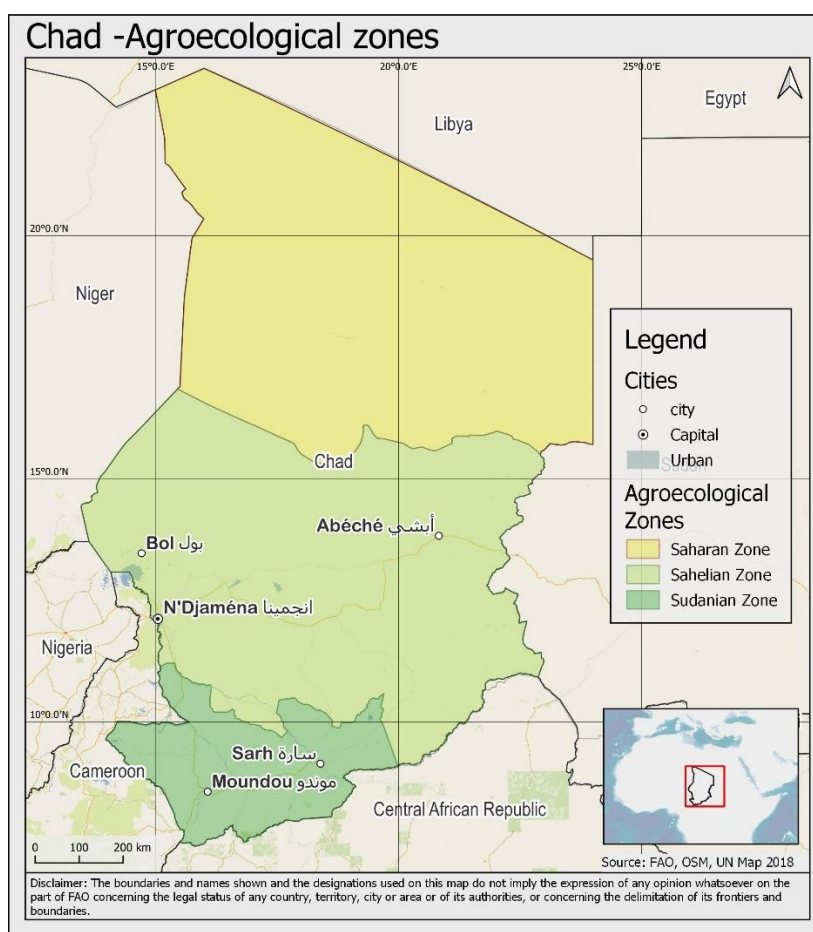 Chad -Agroecological zones
15°0.0'E
20°0.0'E
25°0.0'E
Egypt
Libya
20°0.0'N
Niger
Legend
Cities
city
Capital
Urban
Sudan
Agroecological
Zones
Saharan Zone
Sahelian Zone
Sudanian Zone
Chad
15°0.0'N
Abéché أبشي
Bol بول
N'Djaména انجمينا
Nigeria
10°0.0'N
Sarh سارة
Cameroon
Moundou موندو
Central African Republic
0 100 200 km
Source: FAO, OSM, UN Map 2018
Disclaimer: The boundaries and names shown and the designations used on this map do not imply the expression of any opinion whatsoever on the
part of FAO concerning the legal status of any country, territory, city or area or of its authorities, or concerning the delimitation of its frontiers and
boundaries.